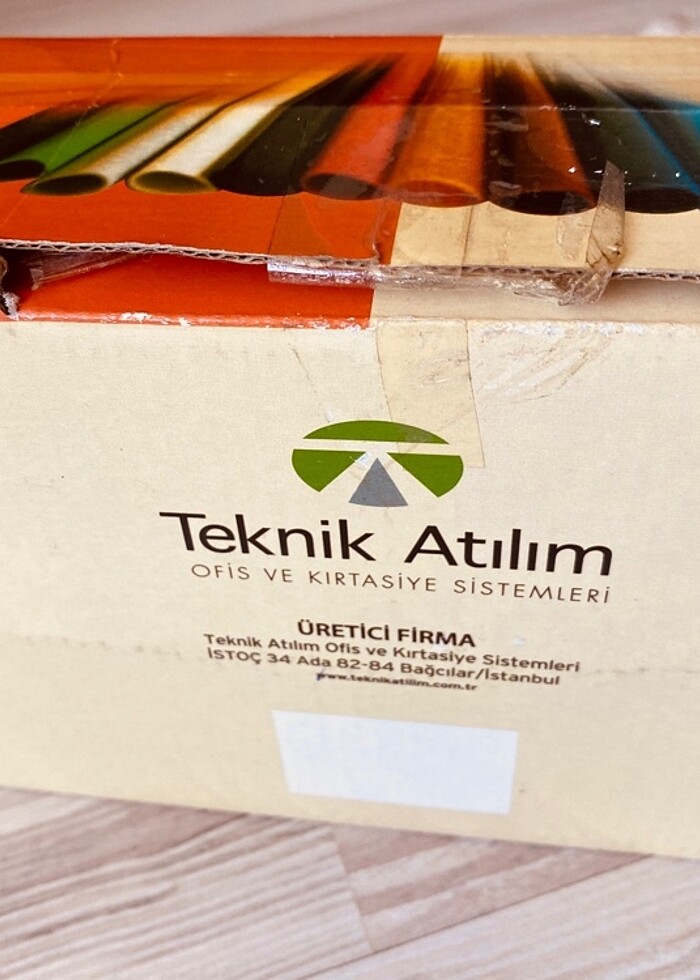 Teknik Atılım
OFİS VE KIRTASİYE SİSTEMLERİ
ÜRETİCİ FİRMA
Teknik Atılım Ofis ve Kırtasiye Sistemleri
İSTOÇ 34 Ada 82-84 Bağcılar/İstanbul
www.teknikatilim.com.tr